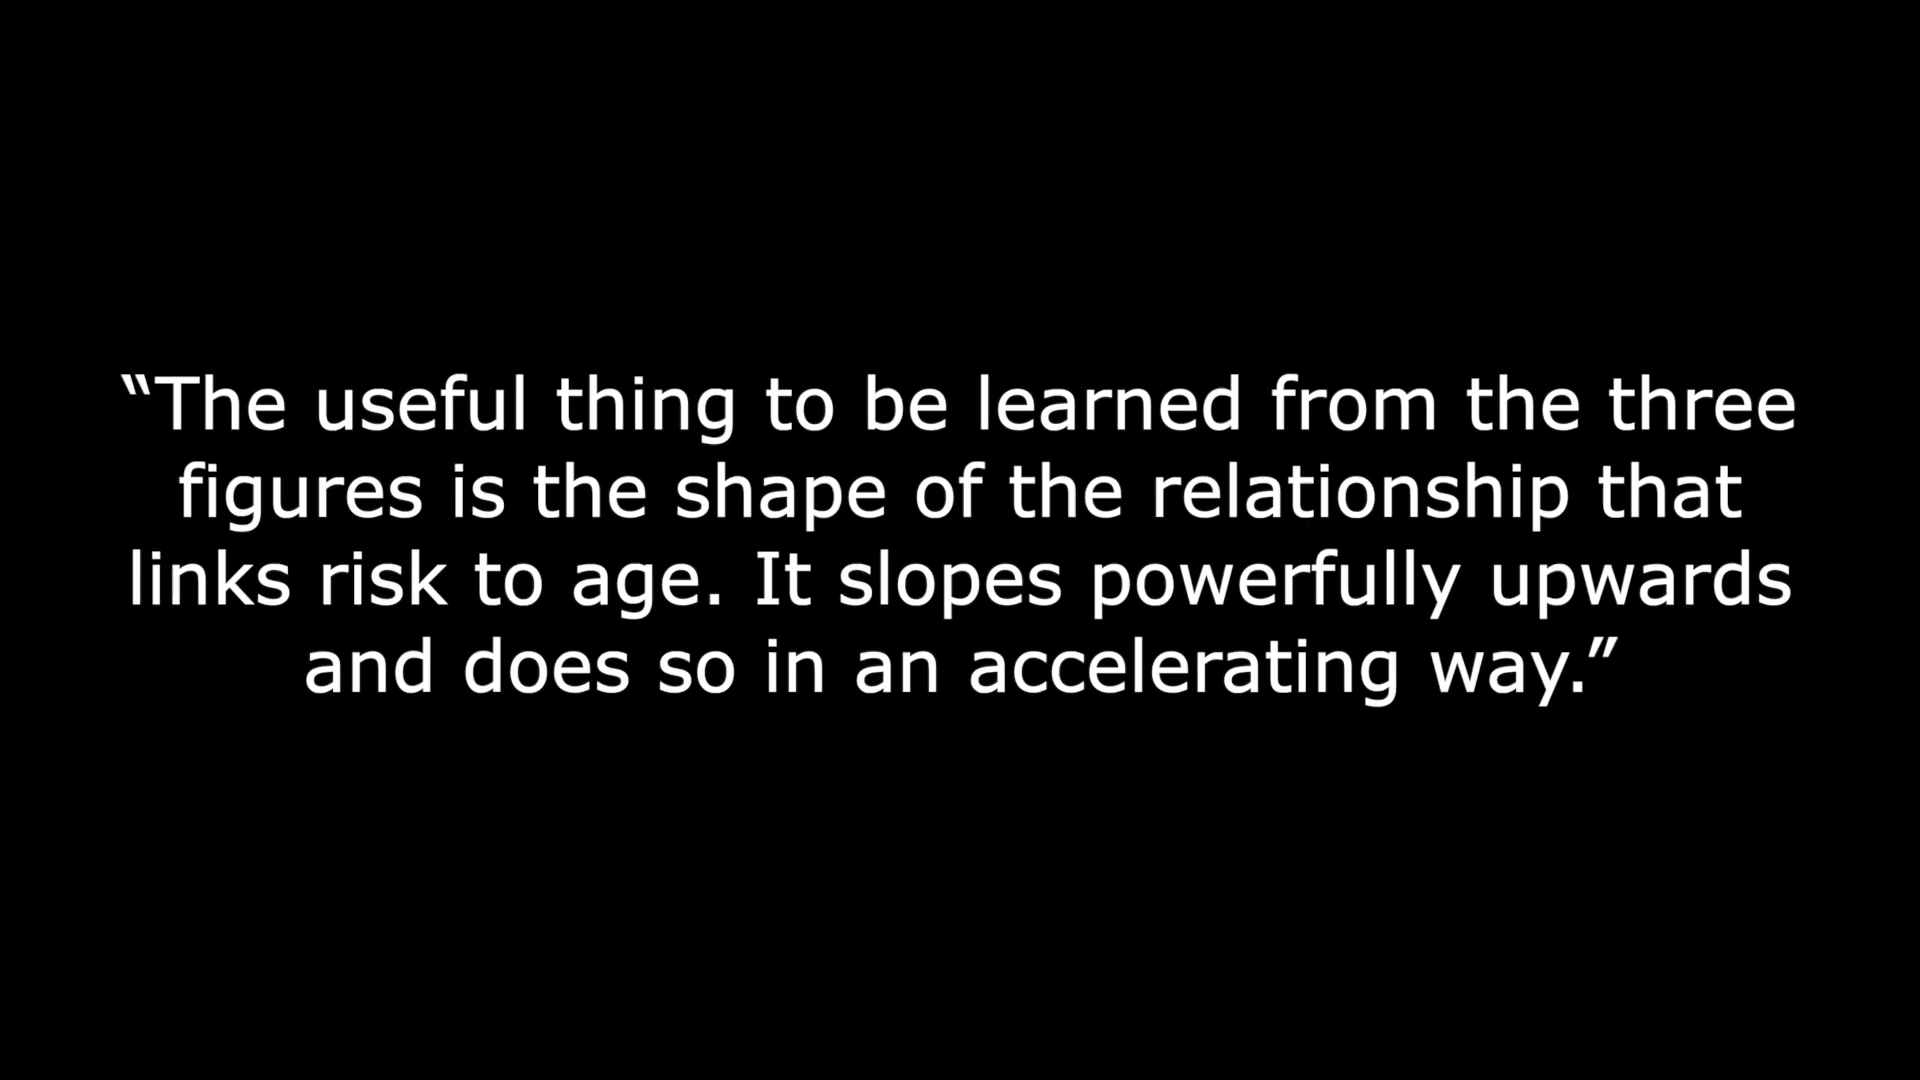 “The useful thing to be learned from the three
figures is the shape of the relationship that
links risk to age. It slopes powerfully upwards
and does so in an accelerating way.”